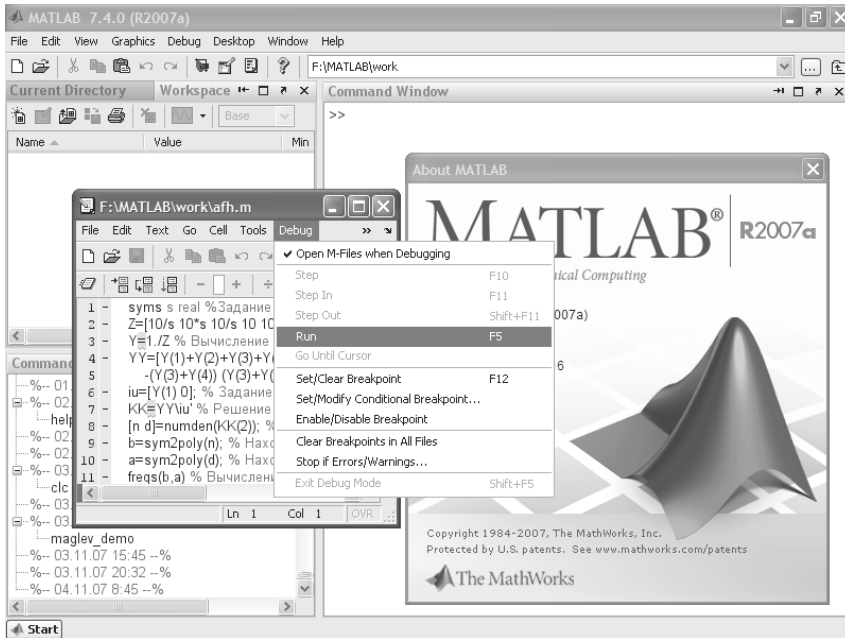 MATLAB 7.4.0 (R2007a)
File Edit View Graphics Debug Desktop Window Help
F:\MATLAB\work
Current Directory Workspace
Base
Name Value Min
Command Window
>>
About MATLAB
MATLAB® R2007a
ical Computing
007a)
6
Copyright 1984-2007, The MathWorks, Inc.
Protected by U.S. patents. See www.mathworks.com/patents
The MathWorks
F:\MATLAB\work\afh.m
File Edit Text Go Cell Tools Debug
1 - syms s real %Задание
2 - Z=[10/s 10*s 10/s 10 10
3 - Y=1./Z % Вычисление
4 - YY=[Y(1)+Y(2)+Y(3)+Y(
5 -(Y(3)+Y(4)) (Y(3)+Y(
6 - iu=[Y(1) 0]; % Задание
7 - KK=YY\iu' % Решение
8 - [n d]=numden(KK(2)); %
9 - b=sym2poly(n); % Нахо
10 - a=sym2poly(d); % Нахо
11 - freqs(b,a) % Вычислени
Ln 1 Col 1 OVR
Open M-Files when Debugging
Step F10
Step In F11
Step Out Shift+F11
Run F5
Go Until Cursor
Set/Clear Breakpoint F12
Set/Modify Conditional Breakpoint...
Enable/Disable Breakpoint
Clear Breakpoints in All Files
Stop if Errors/Warnings...
Exit Debug Mode Shift+F5
Comman
%-- 01.
%-- 02.
help
%-- 02.
%-- 02.
%-- 03.
clc
%-- 03.
%-- 03.
maglev_demo
%-- 03.11.07 15:45 --%
%-- 03.11.07 20:32 --%
%-- 04.11.07 8:45 --%
Start